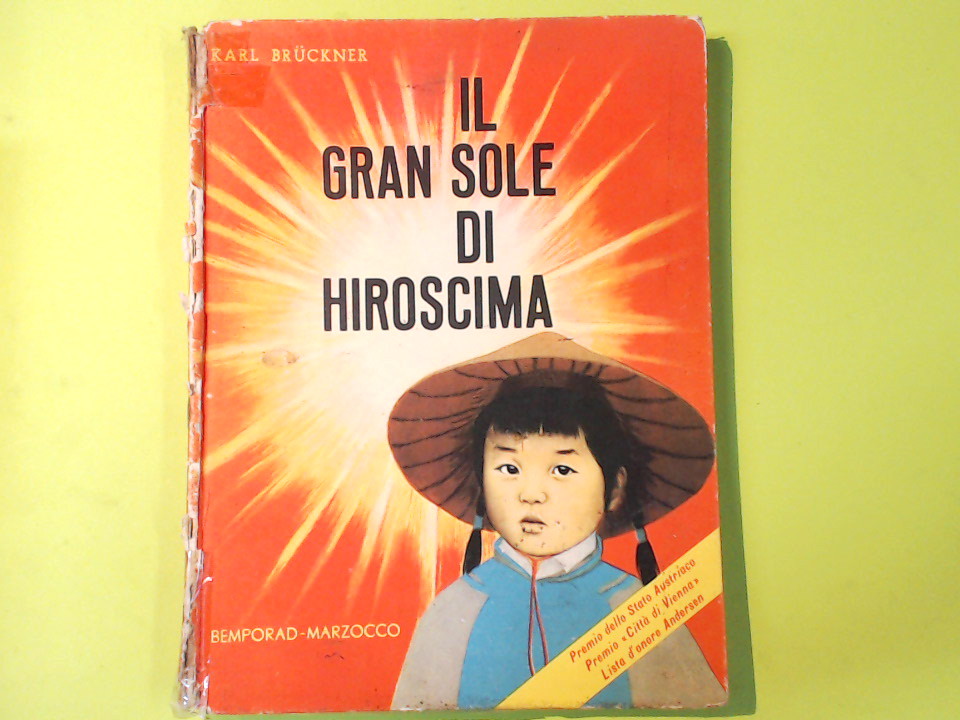 KARL BRÜCKNER
IL
GRAN SOLE
DI
HIROSCIMA
BEMPORAD-MARZOCCO
Premio dello Stato Austriaco
Premio «Città di Vienna»
Lista d'onore Andersen